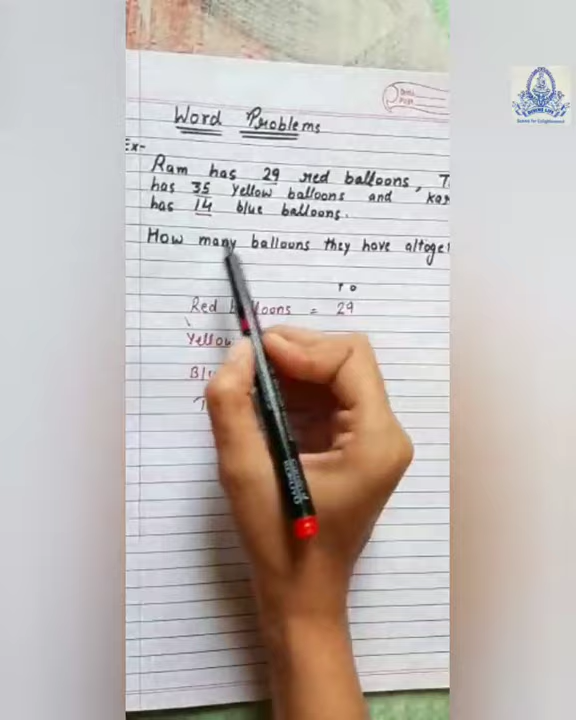 Word Problems
Ex-
Ram has 29 red balloons,
has 35 Yellow balloons and
has 14 blue balloons.
How many balloons they have
T O
Red balloons = 29
Yellow